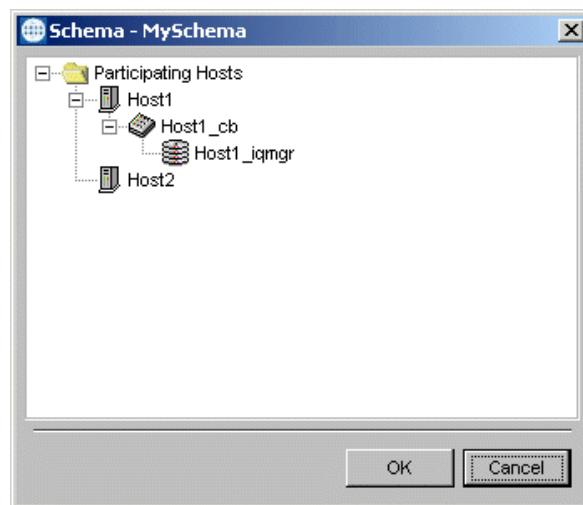 Schema - MySchema
Participating Hosts
Host1
Host1_cb
Host1_iqmgr
Host2
OK
Cancel